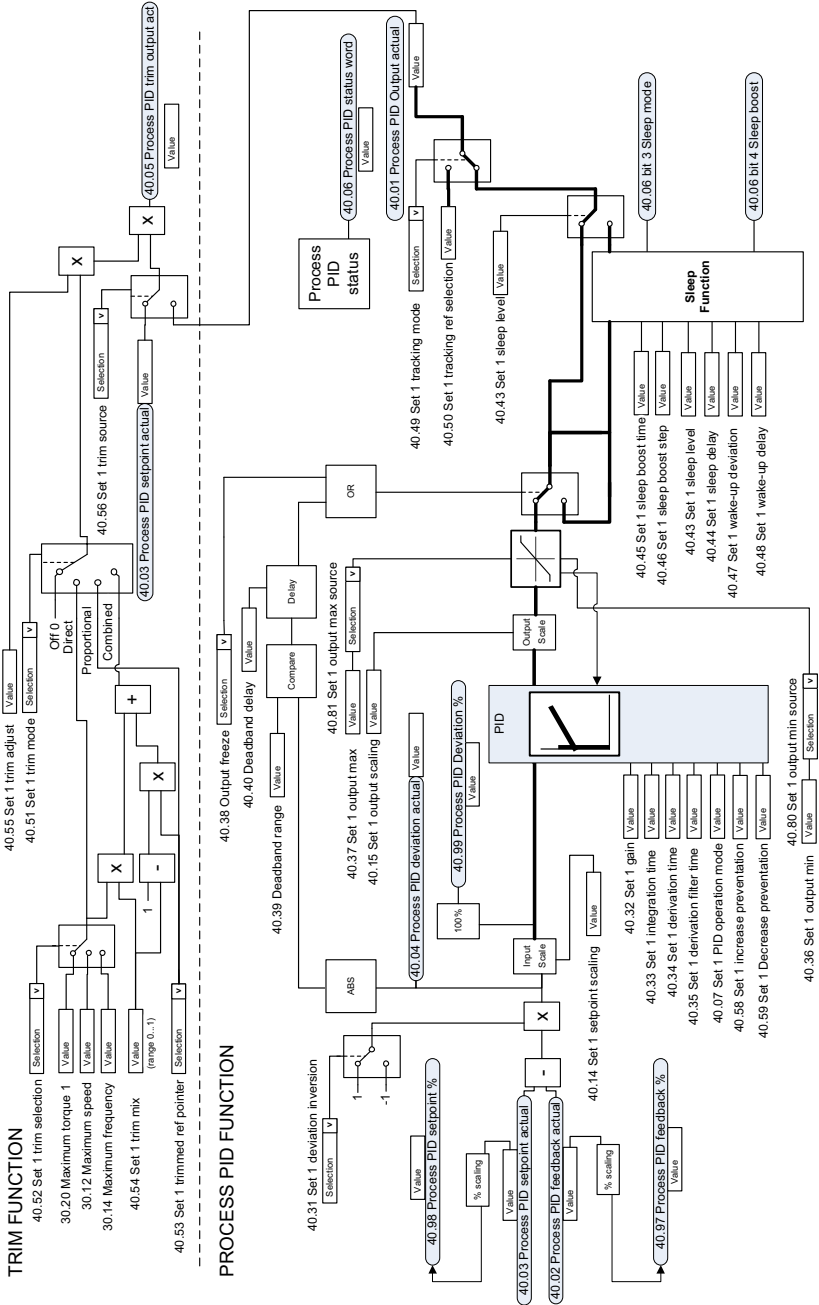 TRIM FUNCTION
40.55 Set 1 trim adjust
Value
40.51 Set 1 trim mode
Selection
v
40.52 Set 1 trim selection
Selection
v
30.20 Maximum torque 1
Value
30.12 Maximum speed
Value
30.14 Maximum frequency
Value
40.54 Set 1 trim mix
Value
(range 0...1)
40.53 Set 1 trimmed ref pointer
Selection
v
1
-
X
X
+
Off 0
Direct
Proportional
Combined
40.56 Set 1 trim source
Selection
v
40.03 Process PID setpoint actual
Value
X
X
40.05 Process PID trim output act
Value
PROCESS PID FUNCTION
40.38 Output freeze
Selection
v
40.40 Deadband delay
Value
40.39 Deadband range
Value
Compare
Delay
OR
ABS
40.31 Set 1 deviation inversion
Selection
v
1
-1
40.04 Process PID deviation actual
Value
40.37 Set 1 output max
Value
40.81 Set 1 output max source
Selection
v
40.15 Set 1 output scaling
Value
40.99 Process PID Deviation %
Value
100%
40.98 Process PID setpoint %
Value
% scaling
40.03 Process PID setpoint actual
Value
40.02 Process PID feedback actual
Value
% scaling
40.97 Process PID feedback %
Value
-
X
Input
Scale
40.14 Set 1 setpoint scaling
Value
PID
Output
Scale
40.32 Set 1 gain
Value
40.33 Set 1 integration time
Value
40.34 Set 1 derivation time
Value
40.35 Set 1 derivation filter time
Value
40.07 Set 1 PID operation mode
Value
40.58 Set 1 increase preventation
Value
40.59 Set 1 Decrease preventation
Value
40.36 Set 1 output min
Value
40.80 Set 1 output min source
Selection
v
Process
PID
status
40.06 Process PID status word
Value
40.01 Process PID Output actual
Value
40.49 Set 1 tracking mode
Selection
v
40.50 Set 1 tracking ref selection
Value
40.43 Set 1 sleep level
Value
40.45 Set 1 sleep boost time
Value
40.46 Set 1 sleep boost step
Value
40.43 Set 1 sleep level
Value
40.44 Set 1 sleep delay
Value
40.47 Set 1 wake-up deviation
Value
40.48 Set 1 wake-up delay
Value
Sleep
Function
40.06 bit 3 Sleep mode
40.06 bit 4 Sleep boost